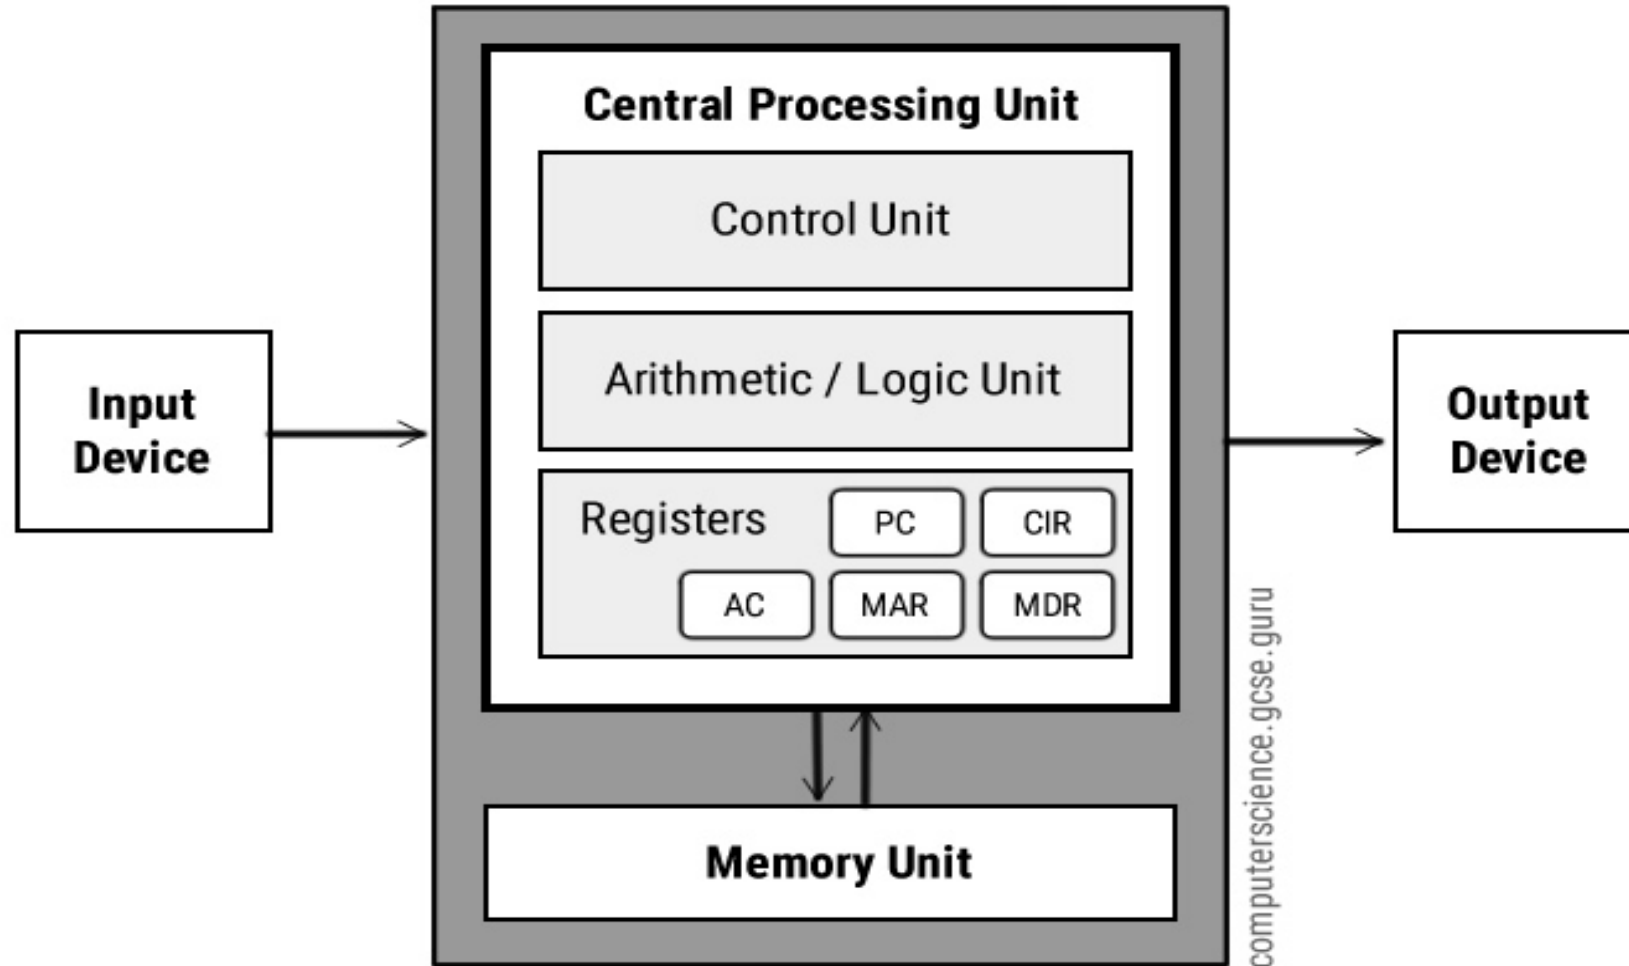 Central Processing Unit
Control Unit
Arithmetic / Logic Unit
Input
Device
Output
Device
Registers
PC
CIR
AC
MAR
MDR
Memory Unit
computerscience.gcse.guru